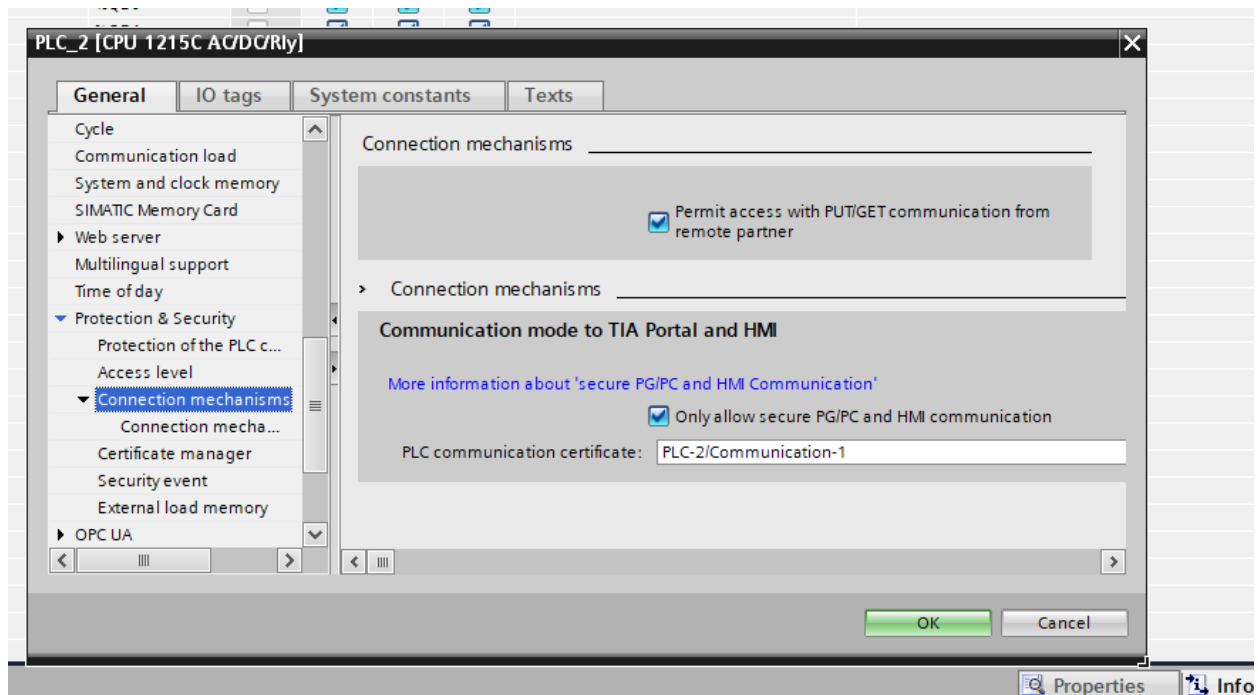 PLC_2 [CPU 1215C AC/DC/Rly]
General
IO tags
System constants
Texts
Cycle
Communication load
System and clock memory
SIMATIC Memory Card
Web server
Multilingual support
Time of day
Protection & Security
Protection of the PLC c...
Access level
Connection mechanisms
Connection mecha...
Certificate manager
Security event
External load memory
OPC UA
Connection mechanisms
Permit access with PUT/GET communication from
remote partner
Connection mechanisms
Communication mode to TIA Portal and HMI
More information about 'secure PG/PC and HMI Communication'
Only allow secure PG/PC and HMI communication
PLC communication certificate:
PLC-2/Communication-1
OK
Cancel
Properties
Info